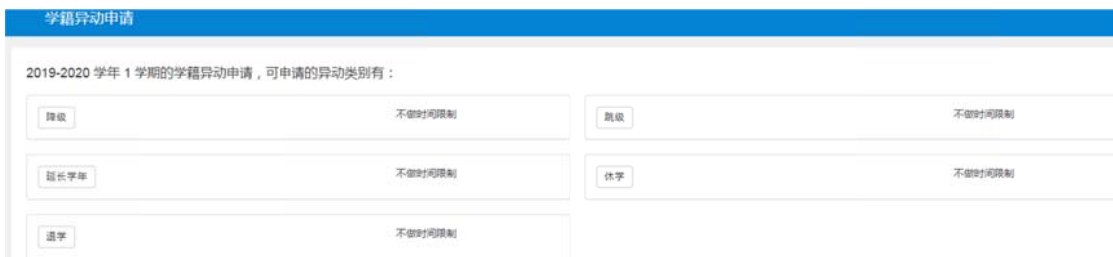 学籍异动申请
2019-2020 学年 1 学期的学籍异动申请，可申请的异动类别有：
降级 不做时间限制 跳级 不做时间限制
延长学年 不做时间限制 休学 不做时间限制
退学 不做时间限制